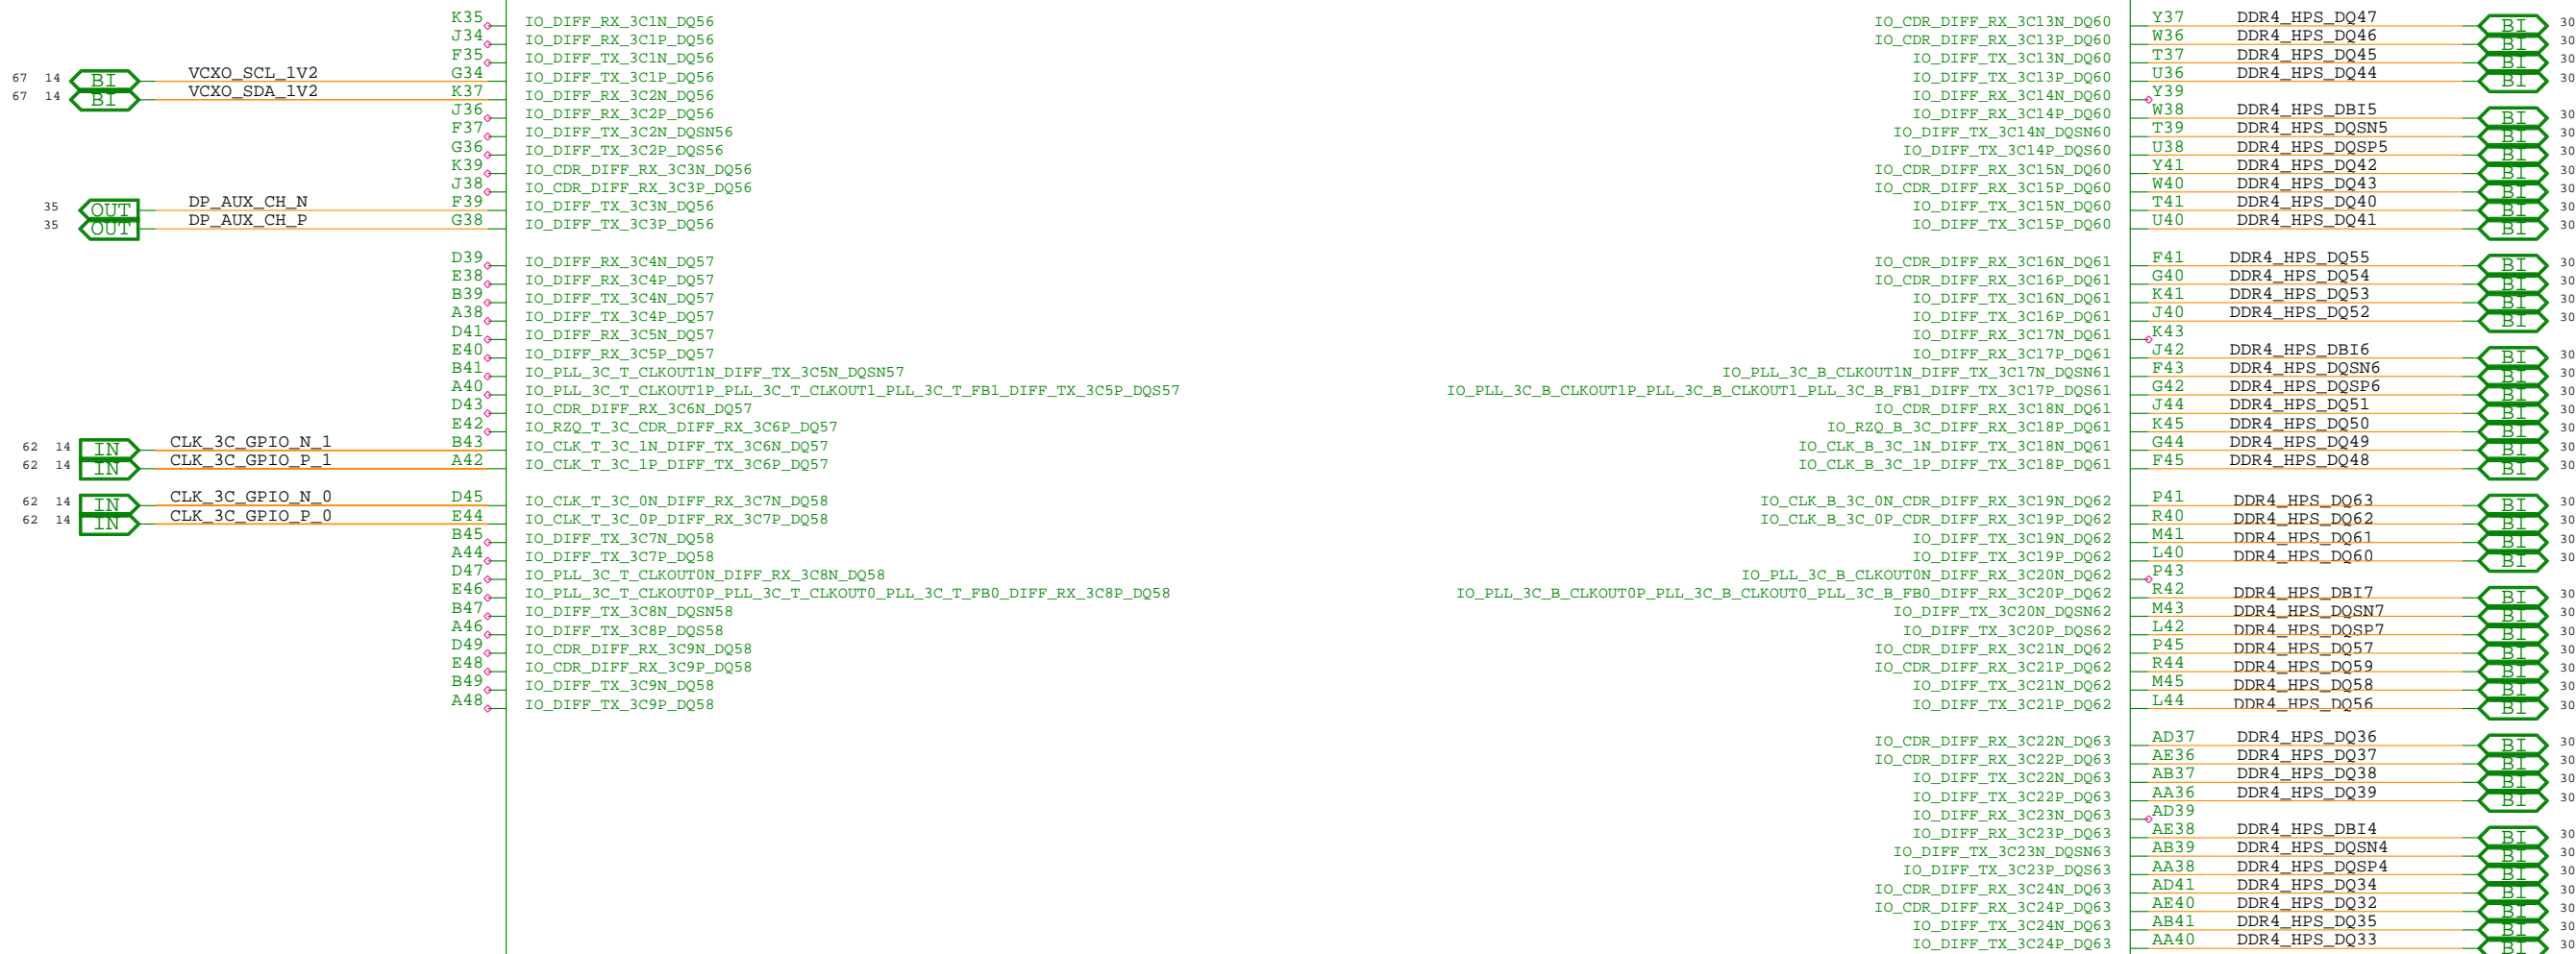 K35 IO_DIFF_RX_3C1N_DQ56 IO_CDR_DIFF_RX_3C13N_DQ60 Y37 DDR4_HPS_DQ47 BI 30
J34 IO_DIFF_RX_3C1P_DQ56 IO_CDR_DIFF_RX_3C13P_DQ60 W36 DDR4_HPS_DQ46 BI 30
F35 IO_DIFF_TX_3C1N_DQ56 IO_DIFF_TX_3C13N_DQ60 T37 DDR4_HPS_DQ45 BI 30
67 14 BI VCXO_SCL_1V2 G34 IO_DIFF_TX_3C1P_DQ56 IO_DIFF_TX_3C13P_DQ60 U36 DDR4_HPS_DQ44 BI 30
67 14 BI VCXO_SDA_1V2 K37 IO_DIFF_RX_3C2N_DQ56 IO_DIFF_RX_3C14N_DQ60 Y39
J36 IO_DIFF_RX_3C2P_DQ56 IO_DIFF_RX_3C14P_DQ60 W38 DDR4_HPS_DBI5 BI 30
F37 IO_DIFF_TX_3C2N_DQSN56 IO_DIFF_TX_3C14N_DQSN60 T39 DDR4_HPS_DQSN5 BI 30
G36 IO_DIFF_TX_3C2P_DQS56 IO_DIFF_TX_3C14P_DQS60 U38 DDR4_HPS_DQSP5 BI 30
K39 IO_CDR_DIFF_RX_3C3N_DQ56 IO_CDR_DIFF_RX_3C15N_DQ60 Y41 DDR4_HPS_DQ42 BI 30
J38 IO_CDR_DIFF_RX_3C3P_DQ56 IO_CDR_DIFF_RX_3C15P_DQ60 W40 DDR4_HPS_DQ43 BI 30
35 OUT DP_AUX_CH_N F39 IO_DIFF_TX_3C3N_DQ56 IO_DIFF_TX_3C15N_DQ60 T41 DDR4_HPS_DQ40 BI 30
35 OUT DP_AUX_CH_P G38 IO_DIFF_TX_3C3P_DQ56 IO_DIFF_TX_3C15P_DQ60 U40 DDR4_HPS_DQ41 BI 30
D39 IO_DIFF_RX_3C4N_DQ57 IO_CDR_DIFF_RX_3C16N_DQ61 F41 DDR4_HPS_DQ55 BI 30
E38 IO_DIFF_RX_3C4P_DQ57 IO_CDR_DIFF_RX_3C16P_DQ61 G40 DDR4_HPS_DQ54 BI 30
B39 IO_DIFF_TX_3C4N_DQ57 IO_DIFF_TX_3C16N_DQ61 K41 DDR4_HPS_DQ53 BI 30
A38 IO_DIFF_TX_3C4P_DQ57 IO_DIFF_TX_3C16P_DQ61 J40 DDR4_HPS_DQ52 BI 30
D41 IO_DIFF_RX_3C5N_DQ57 IO_DIFF_RX_3C17N_DQ61 K43
E40 IO_DIFF_RX_3C5P_DQ57 IO_DIFF_RX_3C17P_DQ61 J42 DDR4_HPS_DBI6 BI 30
B41 IO_PLL_3C_T_CLKOUT1N_DIFF_TX_3C5N_DQSN57 IO_PLL_3C_B_CLKOUT1N_DIFF_TX_3C17N_DQSN61 F43 DDR4_HPS_DQSN6 BI 30
A40 IO_PLL_3C_T_CLKOUT1P_PLL_3C_T_CLKOUT1_PLL_3C_T_FB1_DIFF_TX_3C5P_DQS57 IO_PLL_3C_B_CLKOUT1P_PLL_3C_B_CLKOUT1_PLL_3C_B_FB1_DIFF_TX_3C17P_DQS61 G42 DDR4_HPS_DQSP6 BI 30
D43 IO_CDR_DIFF_RX_3C6N_DQ57 IO_CDR_DIFF_RX_3C18N_DQ61 J44 DDR4_HPS_DQ51 BI 30
E42 IO_RZQ_T_3C_CDR_DIFF_RX_3C6P_DQ57 IO_RZQ_B_3C_DIFF_RX_3C18P_DQ61 K45 DDR4_HPS_DQ50 BI 30
62 14 IN CLK_3C_GPIO_N_1 B43 IO_CLK_T_3C_1N_DIFF_TX_3C6N_DQ57 IO_CLK_B_3C_1N_DIFF_TX_3C18N_DQ61 G44 DDR4_HPS_DQ49 BI 30
62 14 IN CLK_3C_GPIO_P_1 A42 IO_CLK_T_3C_1P_DIFF_TX_3C6P_DQ57 IO_CLK_B_3C_1P_DIFF_TX_3C18P_DQ61 F45 DDR4_HPS_DQ48 BI 30
62 14 IN CLK_3C_GPIO_N_0 D45 IO_CLK_T_3C_0N_DIFF_RX_3C7N_DQ58 IO_CLK_B_3C_0N_CDR_DIFF_RX_3C19N_DQ62 P41 DDR4_HPS_DQ63 BI 30
62 14 IN CLK_3C_GPIO_P_0 E44 IO_CLK_T_3C_0P_DIFF_RX_3C7P_DQ58 IO_CLK_B_3C_0P_CDR_DIFF_RX_3C19P_DQ62 R40 DDR4_HPS_DQ62 BI 30
B45 IO_DIFF_TX_3C7N_DQ58 IO_DIFF_TX_3C19N_DQ62 M41 DDR4_HPS_DQ61 BI 30
A44 IO_DIFF_TX_3C7P_DQ58 IO_DIFF_TX_3C19P_DQ62 L40 DDR4_HPS_DQ60 BI 30
D47 IO_PLL_3C_T_CLKOUT0N_DIFF_RX_3C8N_DQ58 IO_PLL_3C_B_CLKOUT0N_DIFF_RX_3C20N_DQ62 P43
E46 IO_PLL_3C_T_CLKOUT0P_PLL_3C_T_CLKOUT0_PLL_3C_T_FB0_DIFF_RX_3C8P_DQ58 IO_PLL_3C_B_CLKOUT0P_PLL_3C_B_CLKOUT0_PLL_3C_B_FB0_DIFF_RX_3C20P_DQ62 R42 DDR4_HPS_DBI7 BI 30
B47 IO_DIFF_TX_3C8N_DQSN58 IO_DIFF_TX_3C20N_DQSN62 M43 DDR4_HPS_DQSN7 BI 30
A46 IO_DIFF_TX_3C8P_DQS58 IO_DIFF_TX_3C20P_DQS62 L42 DDR4_HPS_DQSP7 BI 30
D49 IO_CDR_DIFF_RX_3C9N_DQ58 IO_CDR_DIFF_RX_3C21N_DQ62 P45 DDR4_HPS_DQ57 BI 30
E48 IO_CDR_DIFF_RX_3C9P_DQ58 IO_CDR_DIFF_RX_3C21P_DQ62 R44 DDR4_HPS_DQ59 BI 30
B49 IO_DIFF_TX_3C9N_DQ58 IO_DIFF_TX_3C21N_DQ62 M45 DDR4_HPS_DQ58 BI 30
A48 IO_DIFF_TX_3C9P_DQ58 IO_DIFF_TX_3C21P_DQ62 L44 DDR4_HPS_DQ56 BI 30
IO_CDR_DIFF_RX_3C22N_DQ63 AD37 DDR4_HPS_DQ36 BI 30
IO_CDR_DIFF_RX_3C22P_DQ63 AE36 DDR4_HPS_DQ37 BI 30
IO_DIFF_TX_3C22N_DQ63 AB37 DDR4_HPS_DQ38 BI 30
IO_DIFF_TX_3C22P_DQ63 AA36 DDR4_HPS_DQ39 BI 30
IO_DIFF_RX_3C23N_DQ63 AD39
IO_DIFF_RX_3C23P_DQ63 AE38 DDR4_HPS_DBI4 BI 30
IO_DIFF_TX_3C23N_DQSN63 AB39 DDR4_HPS_DQSN4 BI 30
IO_DIFF_TX_3C23P_DQS63 AA38 DDR4_HPS_DQSP4 BI 30
IO_CDR_DIFF_RX_3C24N_DQ63 AD41 DDR4_HPS_DQ34 BI 30
IO_CDR_DIFF_RX_3C24P_DQ63 AE40 DDR4_HPS_DQ32 BI 30
IO_DIFF_TX_3C24N_DQ63 AB41 DDR4_HPS_DQ35 BI 30
IO_DIFF_TX_3C24P_DQ63 AA40 DDR4_HPS_DQ33 BI 30